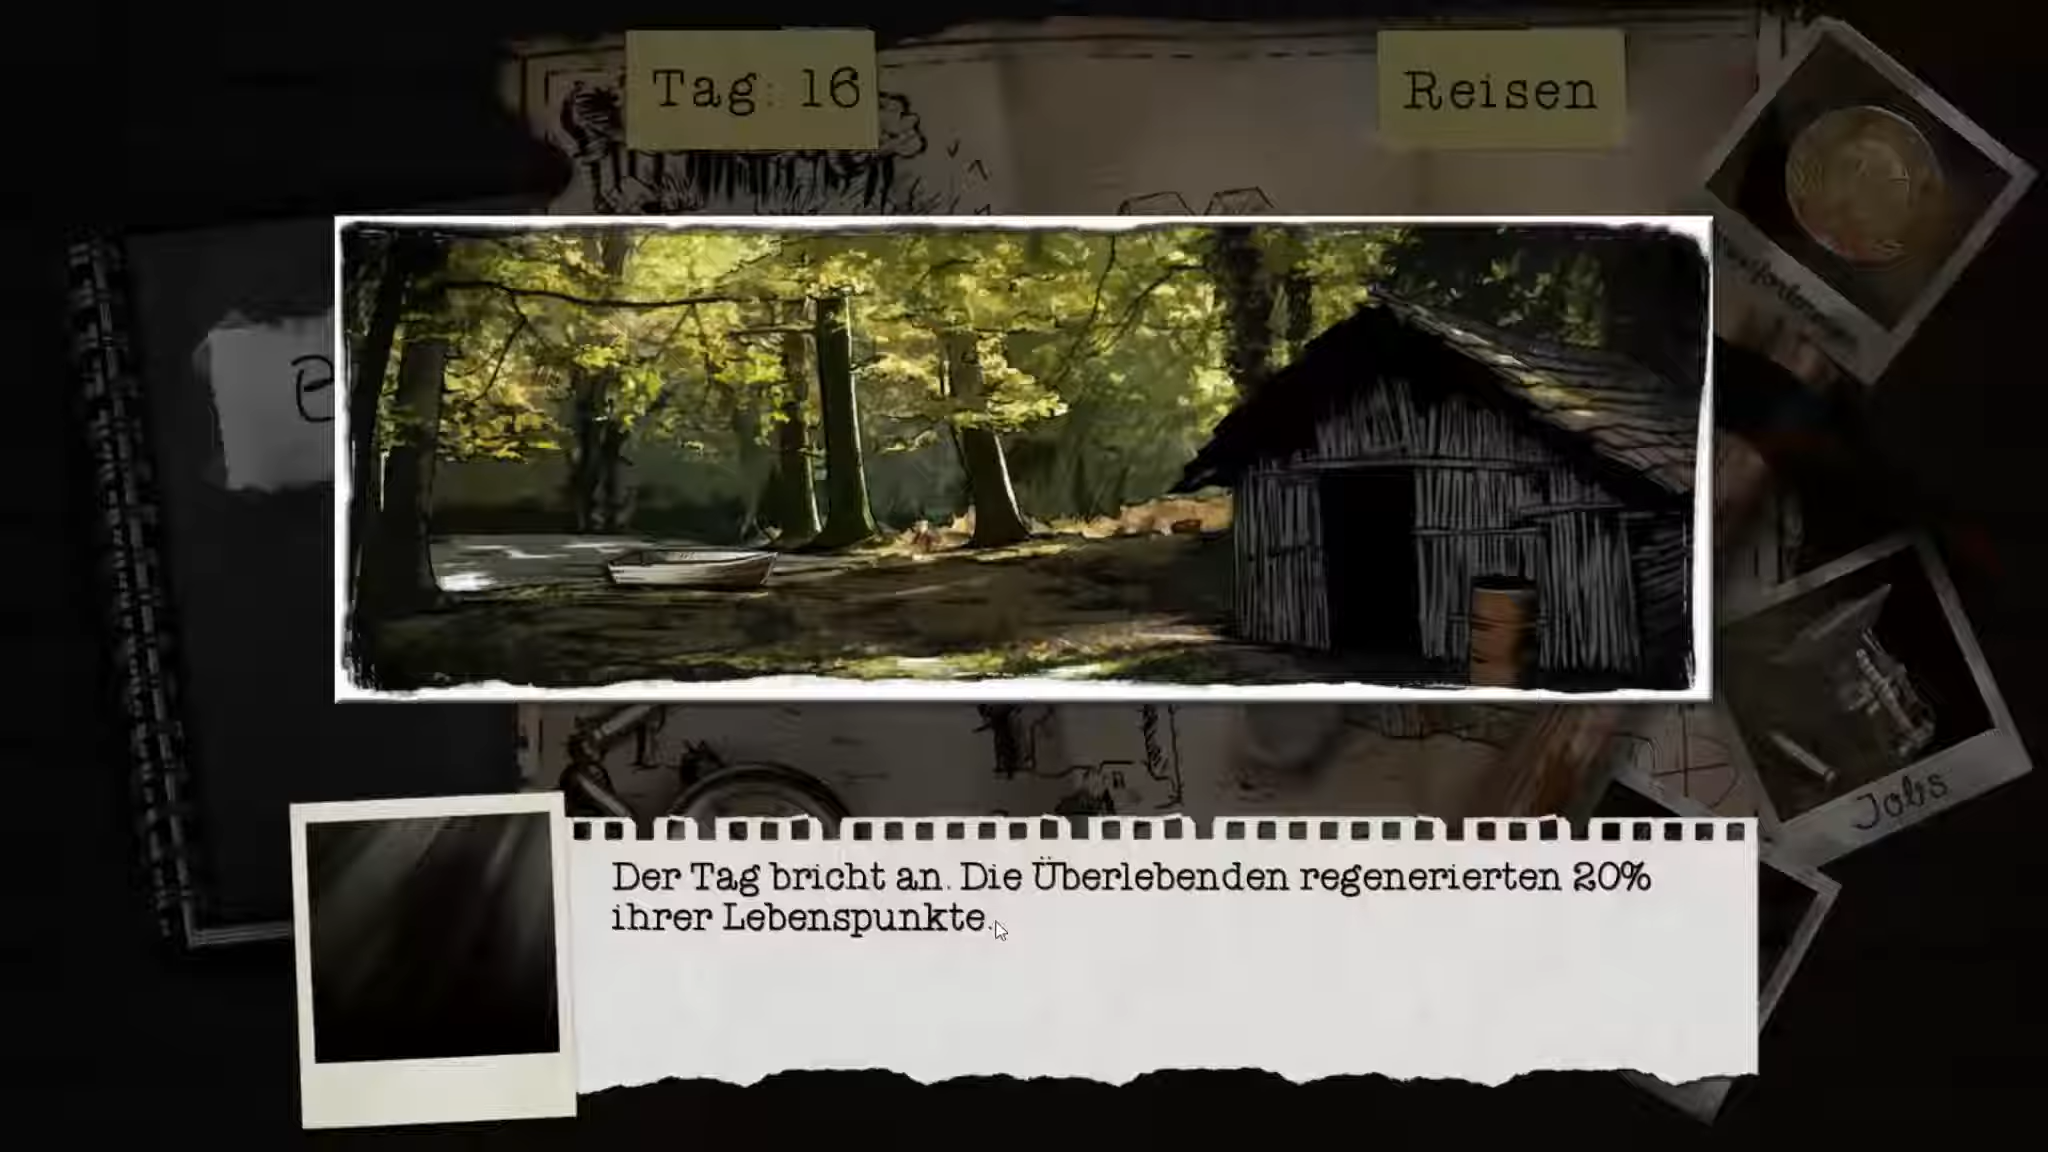 Tag: 16
Reisen
Der Tag bricht an. Die Überlebenden regenerierten 20%
ihrer Lebenspunkte.
Jobs